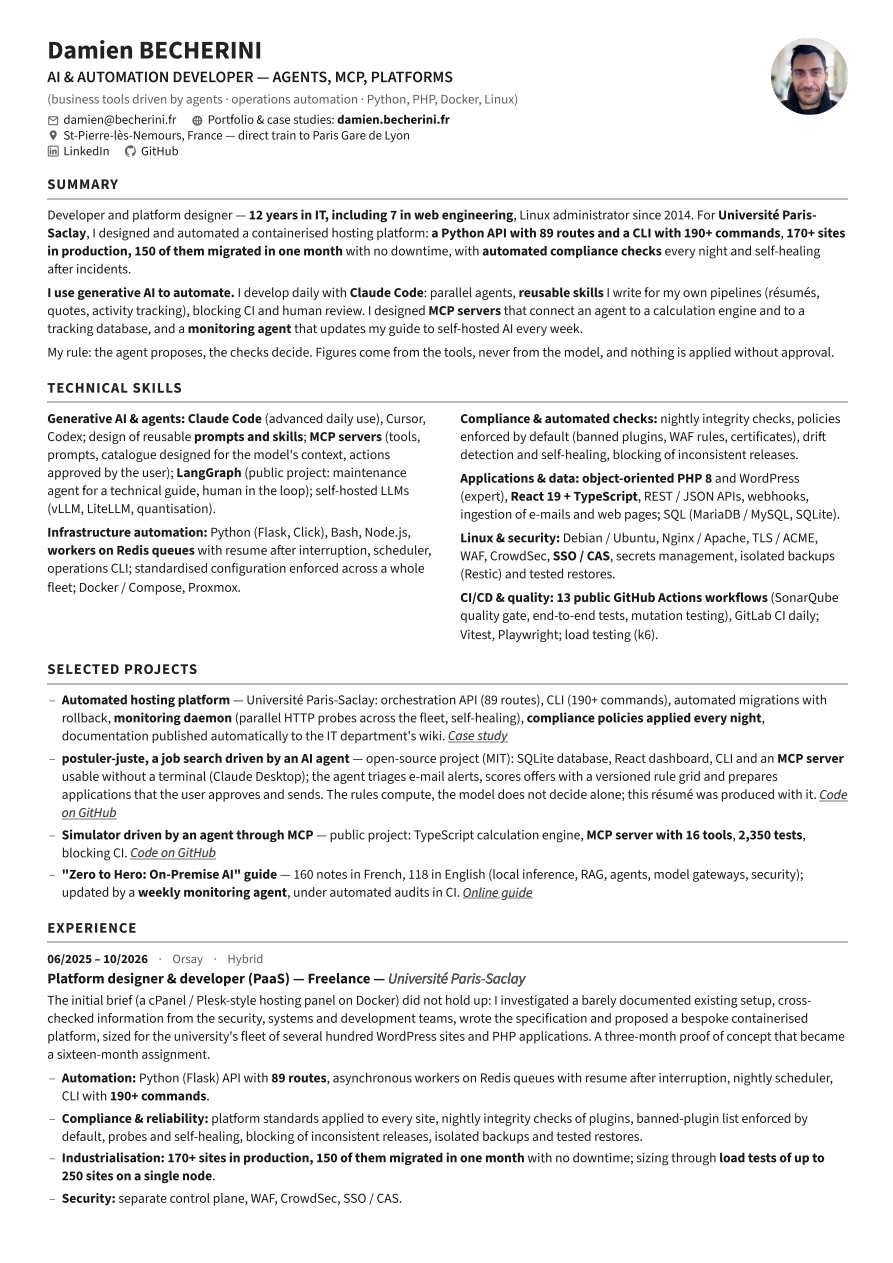 Damien BECHERINI
AI & AUTOMATION DEVELOPER — AGENTS, MCP, PLATFORMS
(business tools driven by agents · operations automation · Python, PHP, Docker, Linux)
damien@becherini.fr Portfolio & case studies: damien.becherini.fr
St-Pierre-lès-Nemours, France — direct train to Paris Gare de Lyon
LinkedIn GitHub
SUMMARY
Developer and platform designer — 12 years in IT, including 7 in web engineering, Linux administrator since 2014. For Université Paris-
Saclay, I designed and automated a containerised hosting platform: a Python API with 89 routes and a CLI with 190+ commands, 170+ sites
in production, 150 of them migrated in one month with no downtime, with automated compliance checks every night and self-healing
after incidents.
I use generative AI to automate. I develop daily with Claude Code: parallel agents, reusable skills I write for my own pipelines (résumés,
quotes, activity tracking), blocking CI and human review. I designed MCP servers that connect an agent to a calculation engine and to a
tracking database, and a monitoring agent that updates my guide to self-hosted AI every week.
My rule: the agent proposes, the checks decide. Figures come from the tools, never from the model, and nothing is applied without approval.
TECHNICAL SKILLS
Generative AI & agents: Claude Code (advanced daily use), Cursor,
Codex; design of reusable prompts and skills; MCP servers (tools,
prompts, catalogue designed for the model's context, actions
approved by the user); LangGraph (public project: maintenance
agent for a technical guide, human in the loop); self-hosted LLMs
(vLLM, LiteLLM, quantisation).
Infrastructure automation: Python (Flask, Click), Bash, Node.js,
workers on Redis queues with resume after interruption, scheduler,
operations CLI; standardised configuration enforced across a whole
fleet; Docker / Compose, Proxmox.
Compliance & automated checks: nightly integrity checks, policies
enforced by default (banned plugins, WAF rules, certificates), drift
detection and self-healing, blocking of inconsistent releases.
Applications & data: object-oriented PHP 8 and WordPress
(expert), React 19 + TypeScript, REST / JSON APIs, webhooks,
ingestion of e-mails and web pages; SQL (MariaDB / MySQL, SQLite).
Linux & security: Debian / Ubuntu, Nginx / Apache, TLS / ACME,
WAF, CrowdSec, SSO / CAS, secrets management, isolated backups
(Restic) and tested restores.
CI/CD & quality: 13 public GitHub Actions workflows (SonarQube
quality gate, end-to-end tests, mutation testing), GitLab CI daily;
Vitest, Playwright; load testing (k6).
SELECTED PROJECTS
– Automated hosting platform — Université Paris-Saclay: orchestration API (89 routes), CLI (190+ commands), automated migrations with
rollback, monitoring daemon (parallel HTTP probes across the fleet, self-healing), compliance policies applied every night,
documentation published automatically to the IT department's wiki. Case study
– postuler-juste, a job search driven by an AI agent — open-source project (MIT): SQLite database, React dashboard, CLI and an MCP server
usable without a terminal (Claude Desktop); the agent triages e-mail alerts, scores offers with a versioned rule grid and prepares
applications that the user approves and sends. The rules compute, the model does not decide alone; this résumé was produced with it. Code
on GitHub
– Simulator driven by an agent through MCP — public project: TypeScript calculation engine, MCP server with 16 tools, 2,350 tests,
blocking CI. Code on GitHub
– "Zero to Hero: On-Premise AI" guide — 160 notes in French, 118 in English (local inference, RAG, agents, model gateways, security);
updated by a weekly monitoring agent, under automated audits in CI. Online guide
EXPERIENCE
06/2025 – 10/2026 · Orsay · Hybrid
Platform designer & developer (PaaS) — Freelance — Université Paris-Saclay
The initial brief (a cPanel / Plesk-style hosting panel on Docker) did not hold up: I investigated a barely documented existing setup, cross-
checked information from the security, systems and development teams, wrote the specification and proposed a bespoke containerised
platform, sized for the university's fleet of several hundred WordPress sites and PHP applications. A three-month proof of concept that became
a sixteen-month assignment.
– Automation: Python (Flask) API with 89 routes, asynchronous workers on Redis queues with resume after interruption, nightly scheduler,
CLI with 190+ commands.
– Compliance & reliability: platform standards applied to every site, nightly integrity checks of plugins, banned-plugin list enforced by
default, probes and self-healing, blocking of inconsistent releases, isolated backups and tested restores.
– Industrialisation: 170+ sites in production, 150 of them migrated in one month with no downtime; sizing through load tests of up to
250 sites on a single node.
– Security: separate control plane, WAF, CrowdSec, SSO / CAS.